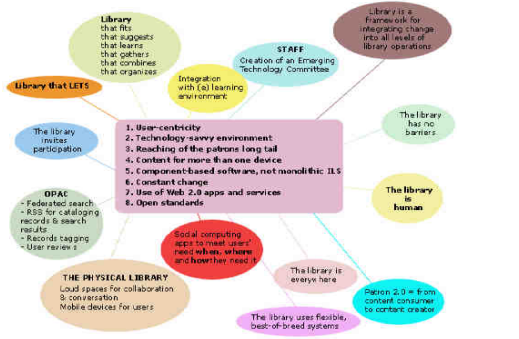 Library
that fits
that suggests
that learns
that gathers
that combines
that organizes
Library is a
framework for
integrating change
into all levels of
library operations
STAFF
Creation of an Emerging
Technology Committee
Library that LETS
Integration
with (e) learning
environment
The library
invites
participation
The library
has no
barriers
1. User-centricity
2. Technology-savvy environment
3. Reaching of the patrons long tail
4. Content for more than one device
5. Component-based software, not monolithic ILS
6. Constant change
7. Use of Web 2.0 apps and services
8. Open standards
OPAC
- Federated search
- RSS for cataloging
records & search
results
- Records tagging
- User reviews
The library
is
human
Social computing
apps to meet users'
need when, where
and how they need it
THE PHYSICAL LIBRARY
Loud spaces for collaboration
& conversation
Mobile devices for users
The library is
everywhere
Patron 2.0 = from
content consumer
to content creator
The library uses flexible,
best-of-breed systems